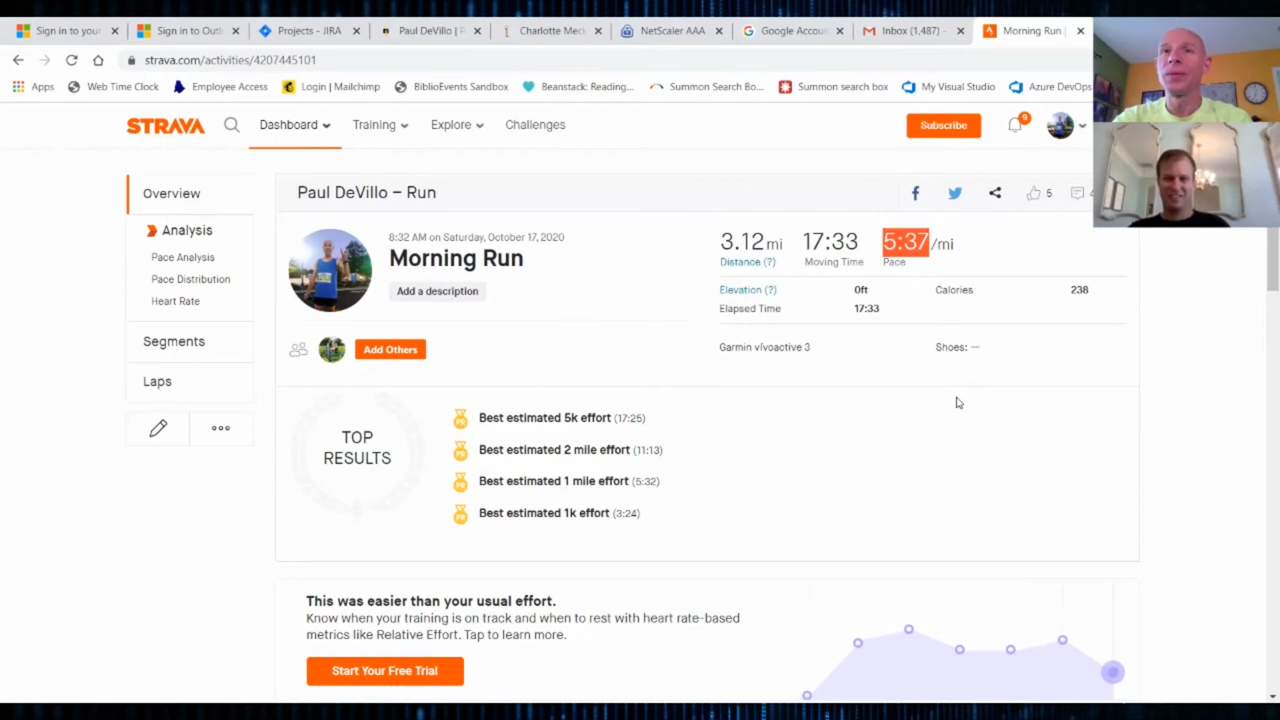 Sign in to your
Sign in to Outl
Projects - JIRA
Paul DeVillo | R
Charlotte Meck
NetScaler AAA
Google Accoun
Inbox (1,487) -
Morning Run |
strava.com/activities/4207445101
Apps
Web Time Clock
Employee Access
Login | Mailchimp
BiblioEvents Sandbox
Beanstack: Reading...
Summon Search Bo...
Summon search box
My Visual Studio
Azure DevOps
STRAVA
Dashboard
Training
Explore
Challenges
Subscribe
9
Overview
Analysis
Pace Analysis
Pace Distribution
Heart Rate
Segments
Laps
Paul DeVillo – Run
5
8:32 AM on Saturday, October 17, 2020
Morning Run
Add a description
Add Others
3.12 mi
Distance (?)
17:33
Moving Time
5:37 /mi
Pace
Elevation (?) 0ft
Calories 238
Elapsed Time 17:33
Garmin vívoactive 3
Shoes: —
TOP
RESULTS
PR
Best estimated 5k effort (17:25)
PR
Best estimated 2 mile effort (11:13)
PR
Best estimated 1 mile effort (5:32)
PR
Best estimated 1k effort (3:24)
This was easier than your usual effort.
Know when your training is on track and when to rest with heart rate-based
metrics like Relative Effort. Tap to learn more.
Start Your Free Trial